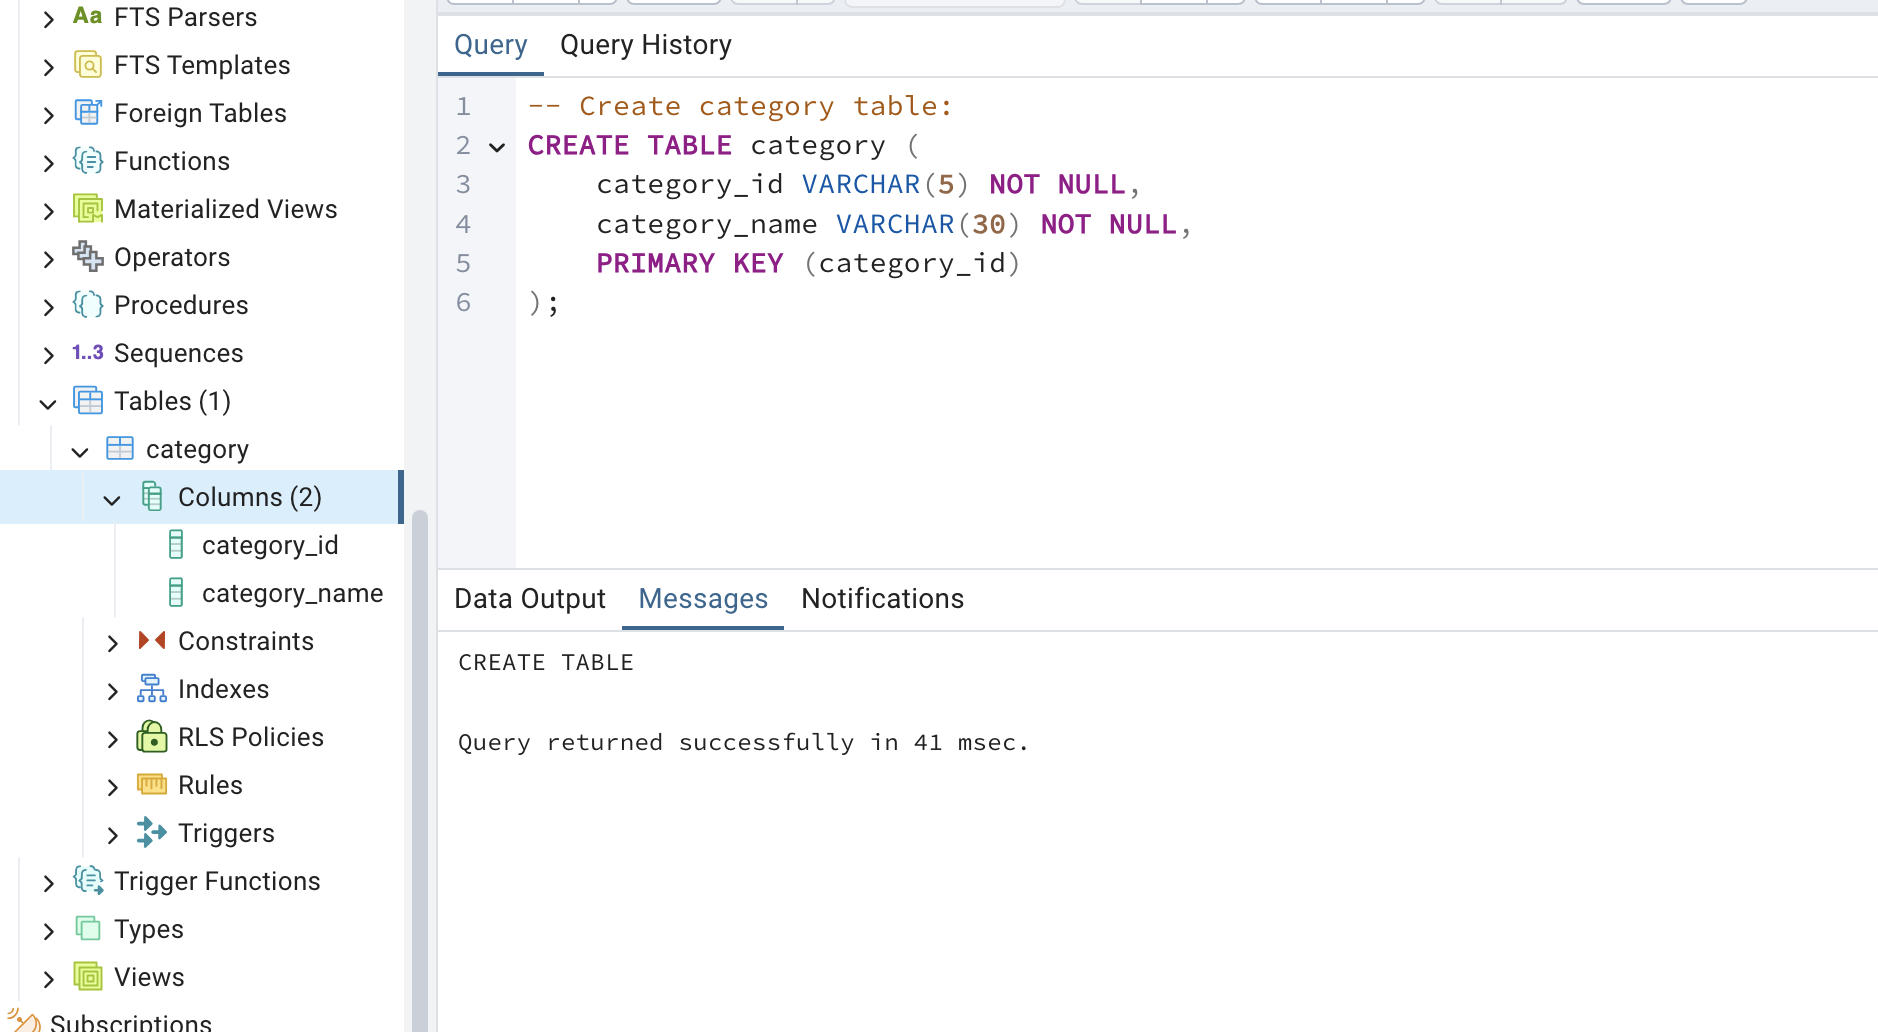 Aa FTS Parsers
FTS Templates
Foreign Tables
Functions
Materialized Views
Operators
Procedures
1..3 Sequences
Tables (1)
category
Columns (2)
category_id
category_name
Constraints
Indexes
RLS Policies
Rules
Triggers
Trigger Functions
Types
Views
Subscriptions
Query Query History
1 -- Create category table:
2 CREATE TABLE category (
3 category_id VARCHAR(5) NOT NULL,
4 category_name VARCHAR(30) NOT NULL,
5 PRIMARY KEY (category_id)
6 );
Data Output Messages Notifications
CREATE TABLE
Query returned successfully in 41 msec.